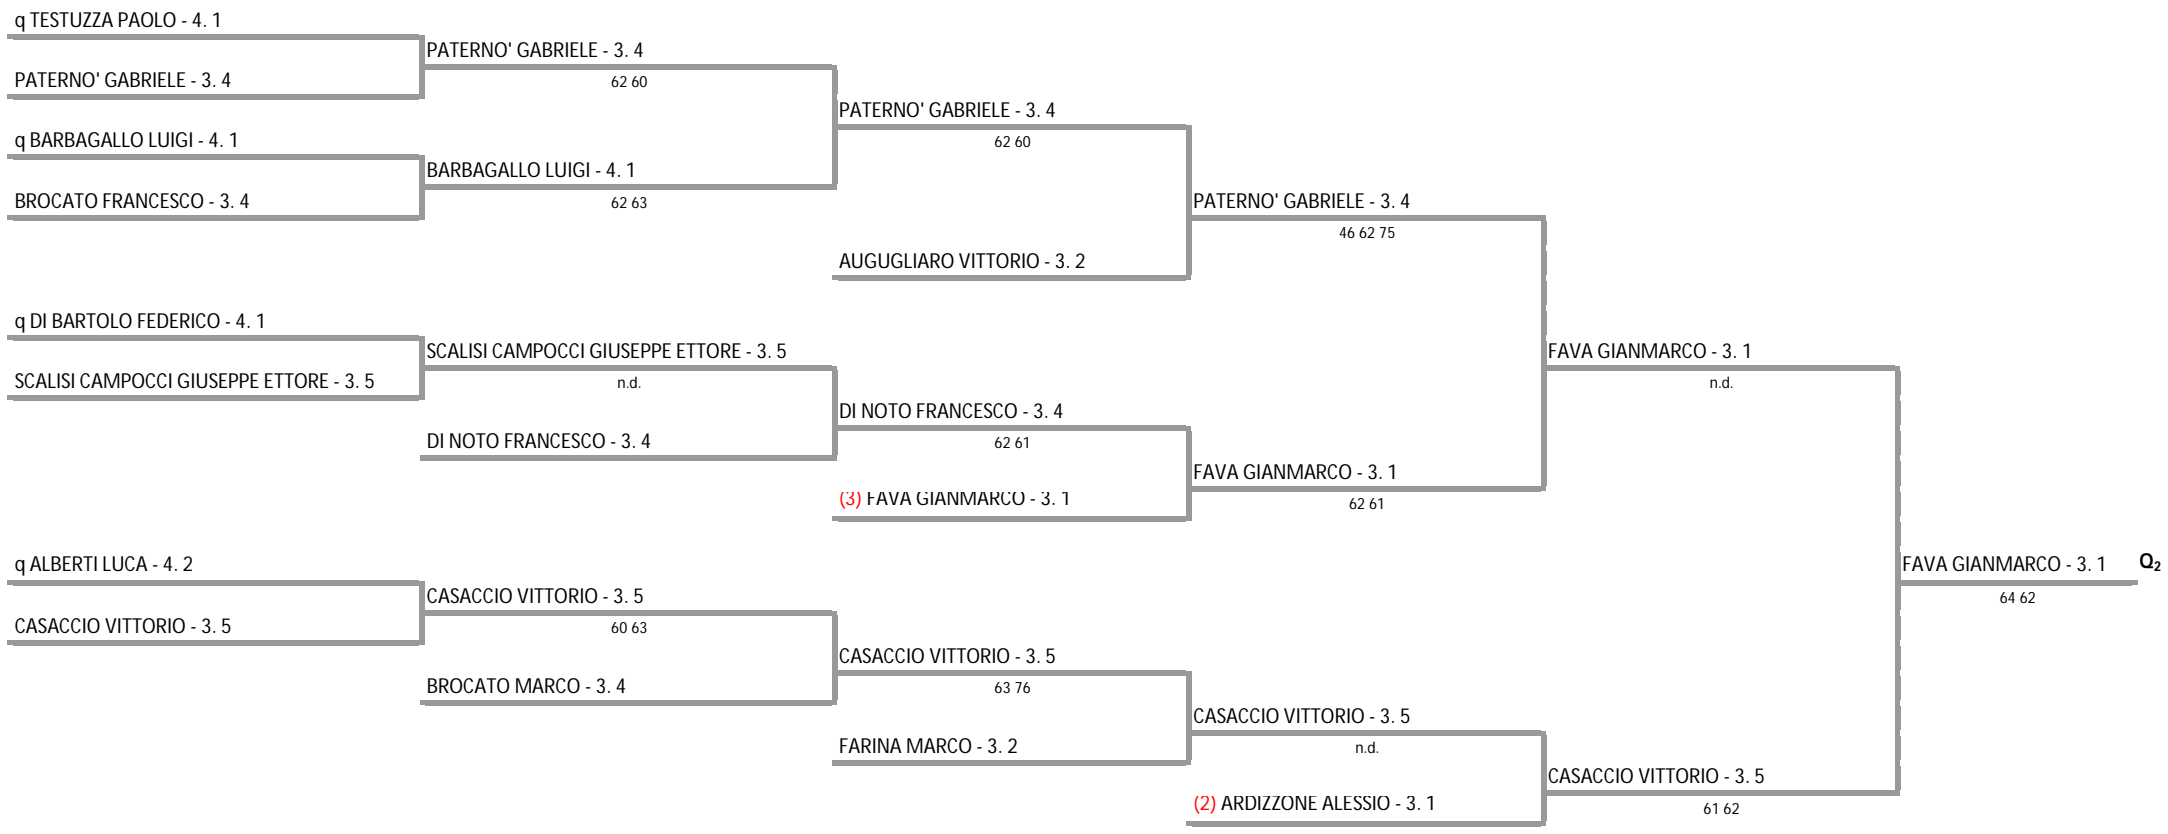 q TESTUZZA PAOLO - 4. 1
PATERNO' GABRIELE - 3. 4
PATERNO' GABRIELE - 3. 4
62 60
PATERNO' GABRIELE - 3. 4
62 60
q BARBAGALLO LUIGI - 4. 1
BARBAGALLO LUIGI - 4. 1
BROCATO FRANCESCO - 3. 4
62 63
PATERNO' GABRIELE - 3. 4
46 62 75
AUGUGLIARO VITTORIO - 3. 2
q DI BARTOLO FEDERICO - 4. 1
SCALISI CAMPOCCI GIUSEPPE ETTORE - 3. 5
FAVA GIANMARCO - 3. 1
SCALISI CAMPOCCI GIUSEPPE ETTORE - 3. 5
n.d.
n.d.
DI NOTO FRANCESCO - 3. 4
DI NOTO FRANCESCO - 3. 4
62 61
FAVA GIANMARCO - 3. 1
(3) FAVA GIANMARCO - 3. 1
62 61
q ALBERTI LUCA - 4. 2
FAVA GIANMARCO - 3. 1 Q2
CASACCIO VITTORIO - 3. 5
64 62
CASACCIO VITTORIO - 3. 5
60 63
CASACCIO VITTORIO - 3. 5
BROCATO MARCO - 3. 4
63 76
CASACCIO VITTORIO - 3. 5
FARINA MARCO - 3. 2
n.d.
CASACCIO VITTORIO - 3. 5
(2) ARDIZZONE ALESSIO - 3. 1
61 62